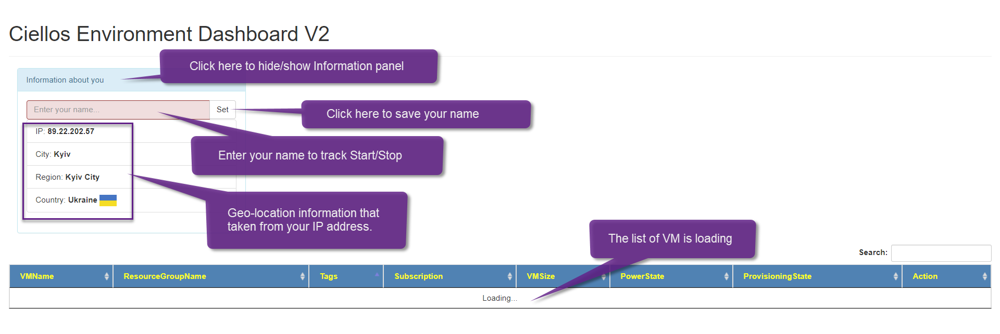 Ciellos Environment Dashboard V2
Click here to hide/show Information panel
Information about you
Enter your name...
Set
Click here to save your name
IP: 89.22.202.57
City: Kyiv
Enter your name to track Start/Stop
Region: Kyiv City
Country: Ukraine
Geo-location information that
taken from your IP address.
The list of VM is loading
Search:
VMName ResourceGroupName Tags Subscription VMSize PowerState ProvisioningState Action
Loading...